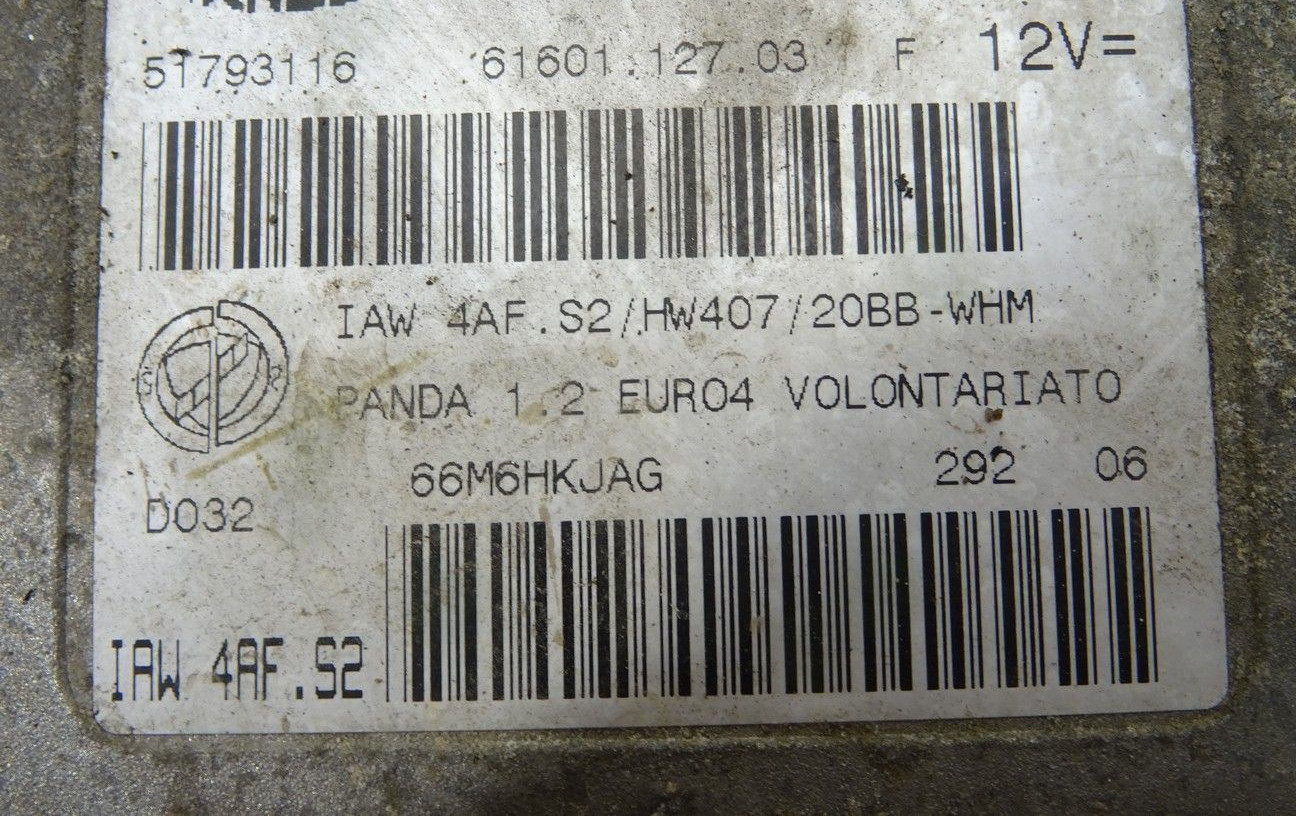 51793116 61601.127.03 F 12V=
IAW 4AF.S2/HW407/20BB-WHM
PANDA 1.2 EURO4 VOLONTARIATO
66M6HKJAG 292 06
D032
IAW 4AF.S2